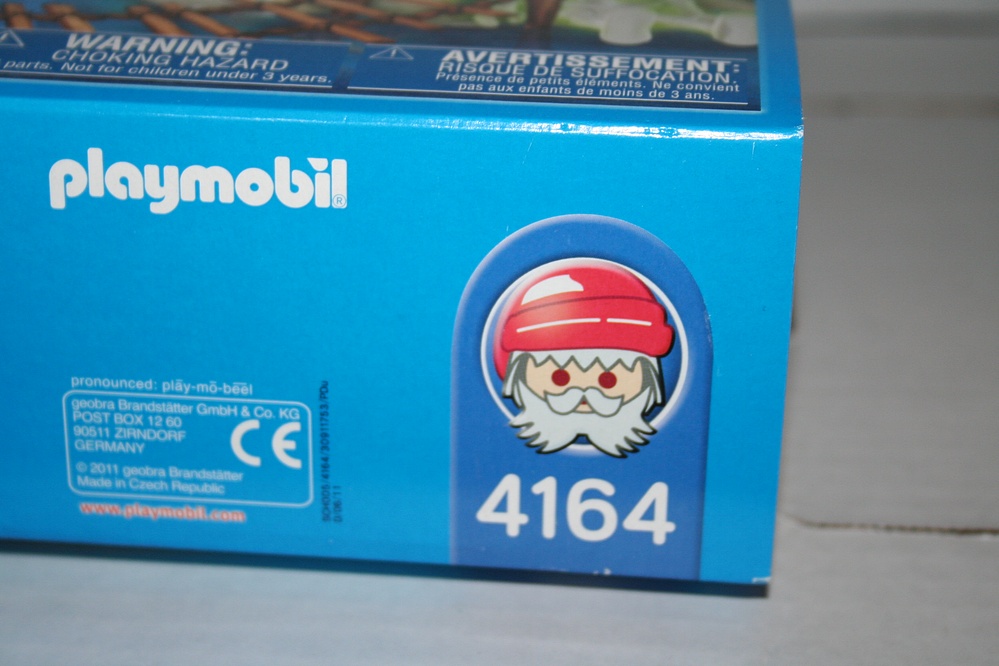 WARNING:
CHOKING HAZARD
parts. Not for children under 3 years.
AVERTISSEMENT:
RISQUE DE SUFFOCATION.
Présence de petits éléments. Ne convient
pas aux enfants de moins de 3 ans.
playmobil®
pronounced: plāy-mō-bēēl
geobra Brandstätter GmbH & Co. KG
POST BOX 12 60
90511 ZIRNDORF
GERMANY
CE
© 2011 geobra Brandstätter
Made in Czech Republic
www.playmobil.com
4164